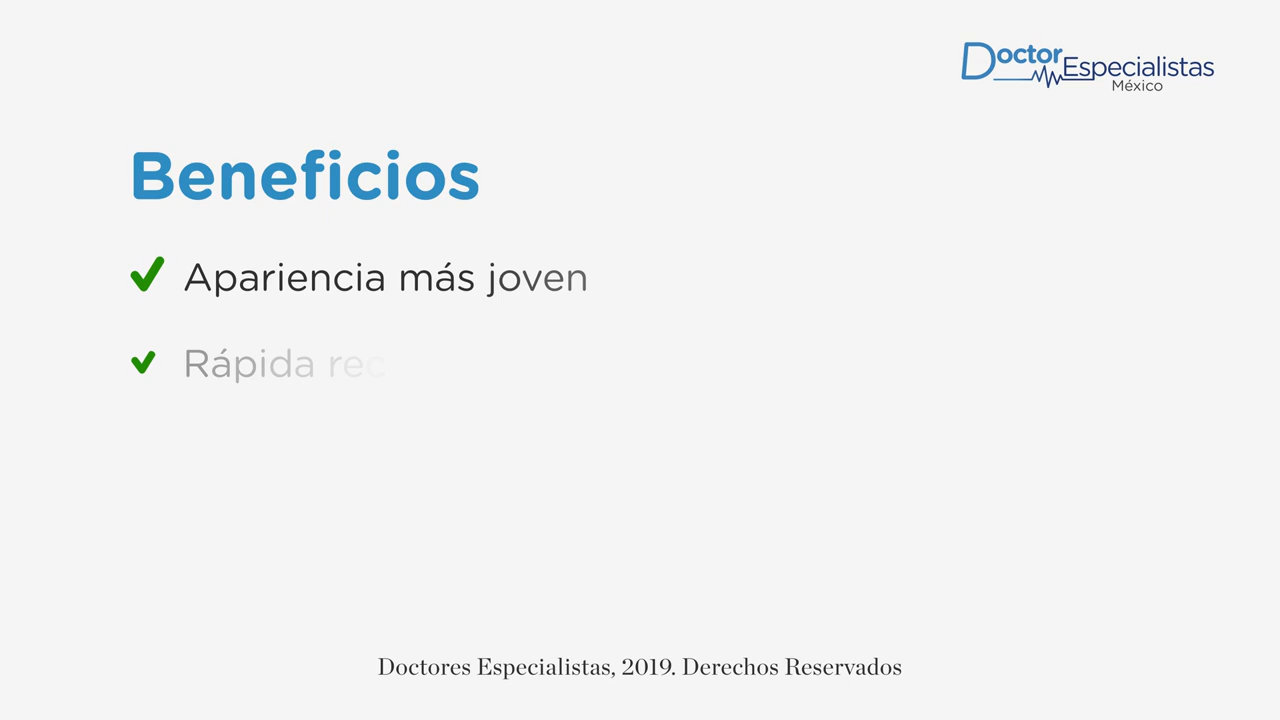 Doctor Especialistas
México
Beneficios
Apariencia más joven
Rápida
Doctores Especialistas, 2019. Derechos Reservados